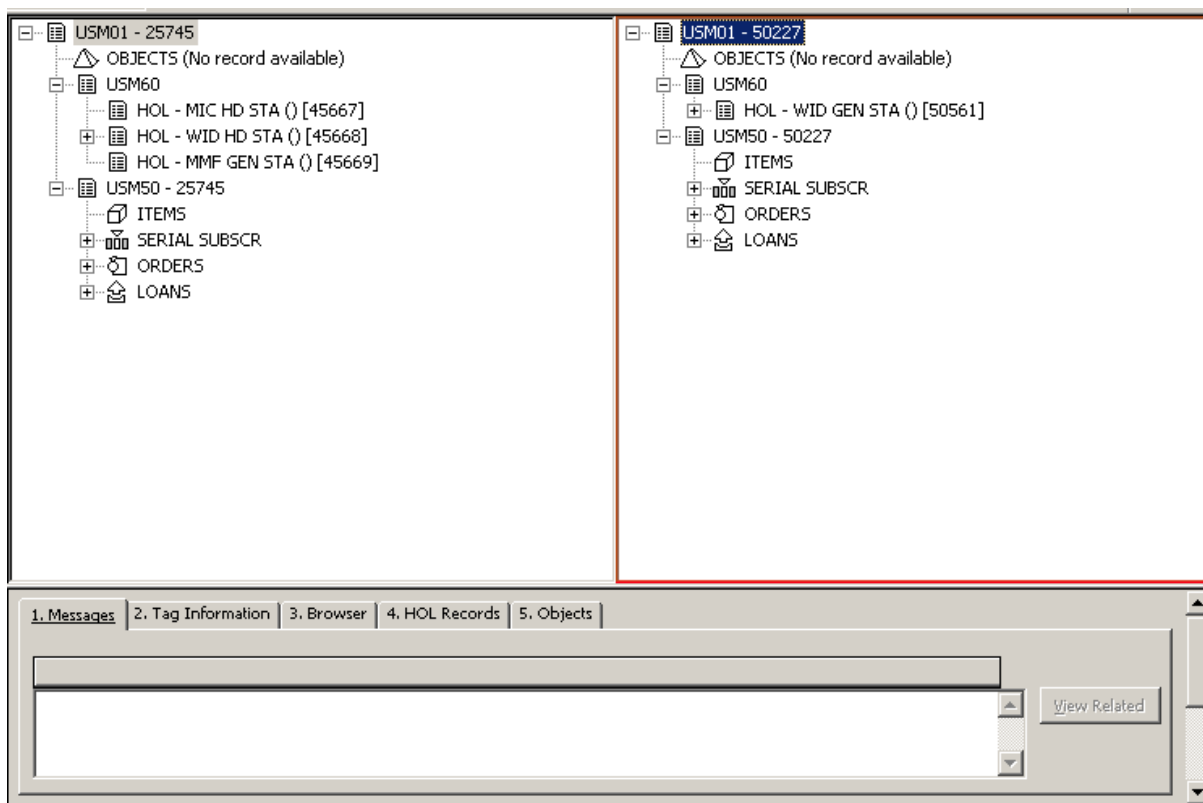 USM01 - 25745
OBJECTS (No record available)
USM60
HOL - MIC HD STA () [45667]
HOL - WID HD STA () [45668]
HOL - MMF GEN STA () [45669]
USM50 - 25745
ITEMS
SERIAL SUBSCR
ORDERS
LOANS
USM01 - 50227
OBJECTS (No record available)
USM60
HOL - WID GEN STA () [50561]
USM50 - 50227
ITEMS
SERIAL SUBSCR
ORDERS
LOANS
1. Messages 2. Tag Information 3. Browser 4. HOL Records 5. Objects
View Related